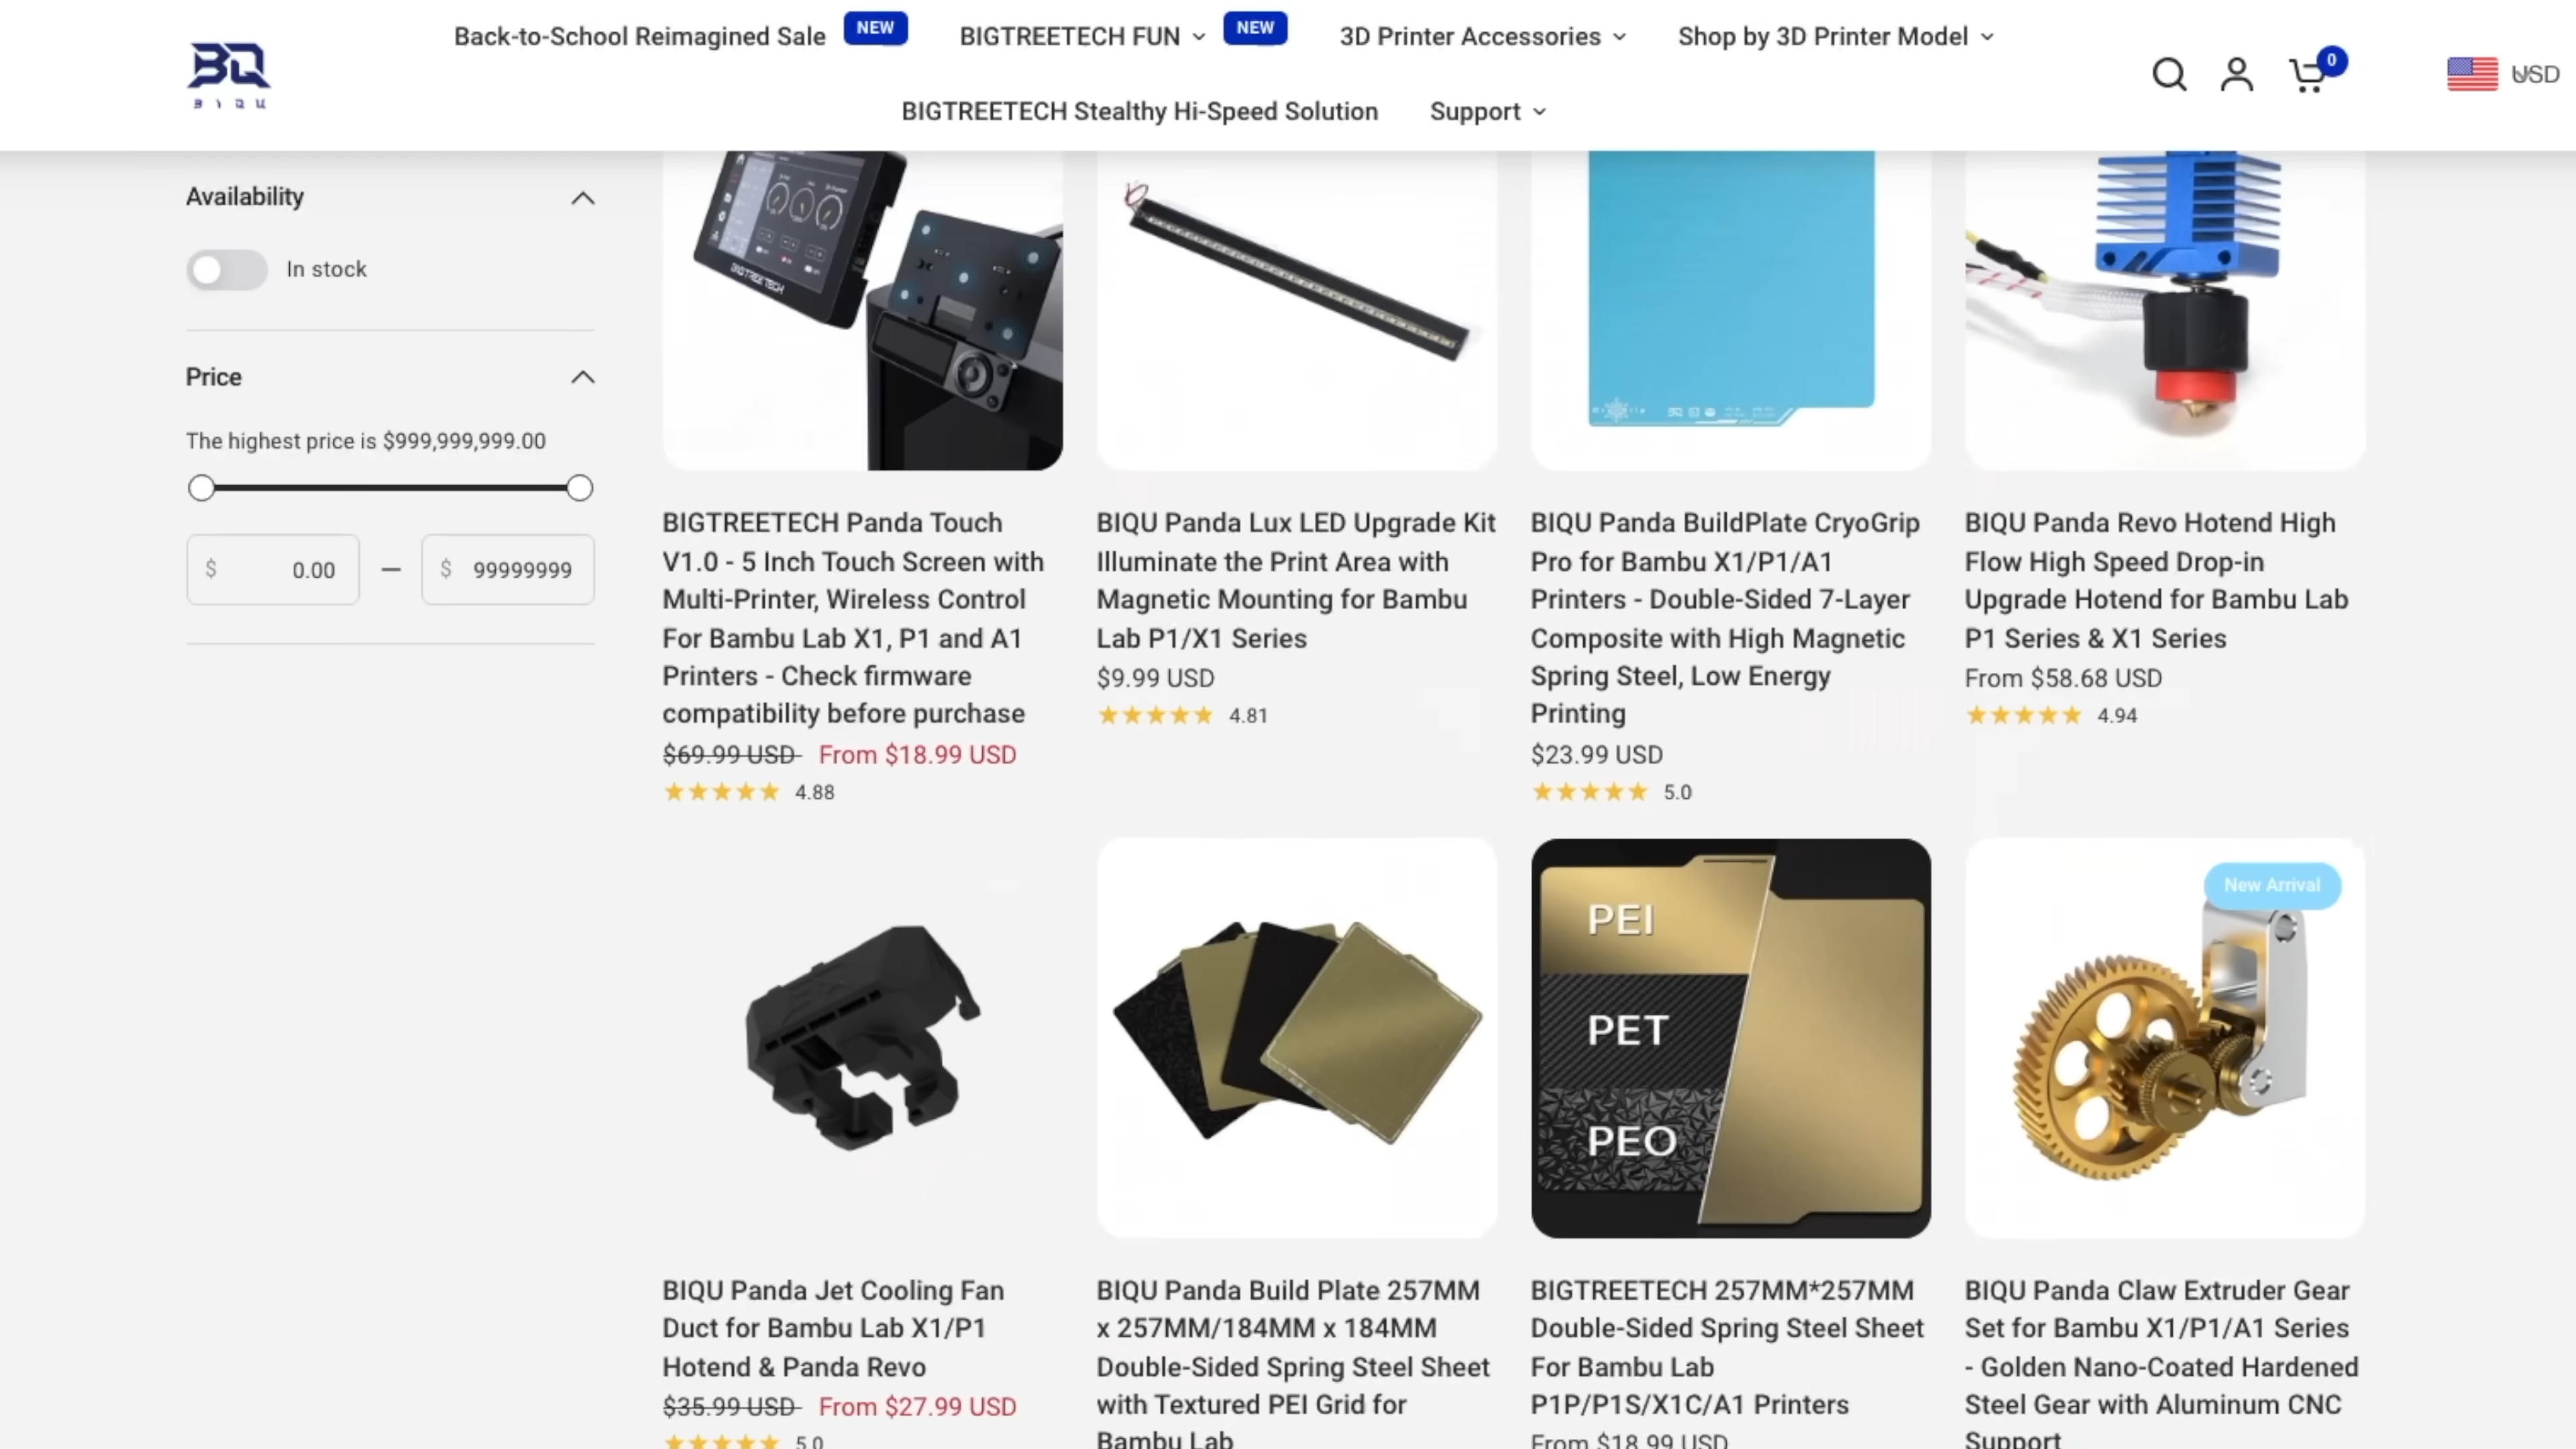 Back-to-School Reimagined Sale NEW BIGTREETECH FUN NEW 3D Printer Accessories Shop by 3D Printer Model
BIQU
0
USD
BIGTREETECH Stealthy Hi-Speed Solution Support
Availability
In stock
Price
The highest price is $999,999,999.00
$ 0.00 — $ 99999999
BIGTREETECH
BIGTREETECH Panda Touch
V1.0 - 5 Inch Touch Screen with
Multi-Printer, Wireless Control
For Bambu Lab X1, P1 and A1
Printers - Check firmware
compatibility before purchase
$69.99 USD From $18.99 USD
4.88
BIQU Panda Lux LED Upgrade Kit
Illuminate the Print Area with
Magnetic Mounting for Bambu
Lab P1/X1 Series
$9.99 USD
4.81
BIQU Panda BuildPlate CryoGrip
Pro for Bambu X1/P1/A1
Printers - Double-Sided 7-Layer
Composite with High Magnetic
Spring Steel, Low Energy
Printing
$23.99 USD
5.0
BIQU Panda Revo Hotend High
Flow High Speed Drop-in
Upgrade Hotend for Bambu Lab
P1 Series & X1 Series
From $58.68 USD
4.94
BIQU Panda Jet Cooling Fan
Duct for Bambu Lab X1/P1
Hotend & Panda Revo
$35.99 USD From $27.99 USD
5.0
BIQU Panda Build Plate 257MM
x 257MM/184MM x 184MM
Double-Sided Spring Steel Sheet
with Textured PEI Grid for
Bambu Lab
PEI
PET
PEO
BIGTREETECH 257MM*257MM
Double-Sided Spring Steel Sheet
For Bambu Lab
P1P/P1S/X1C/A1 Printers
From $18.99 USD
New Arrival
BIQU Panda Claw Extruder Gear
Set for Bambu X1/P1/A1 Series
- Golden Nano-Coated Hardened
Steel Gear with Aluminum CNC
Support